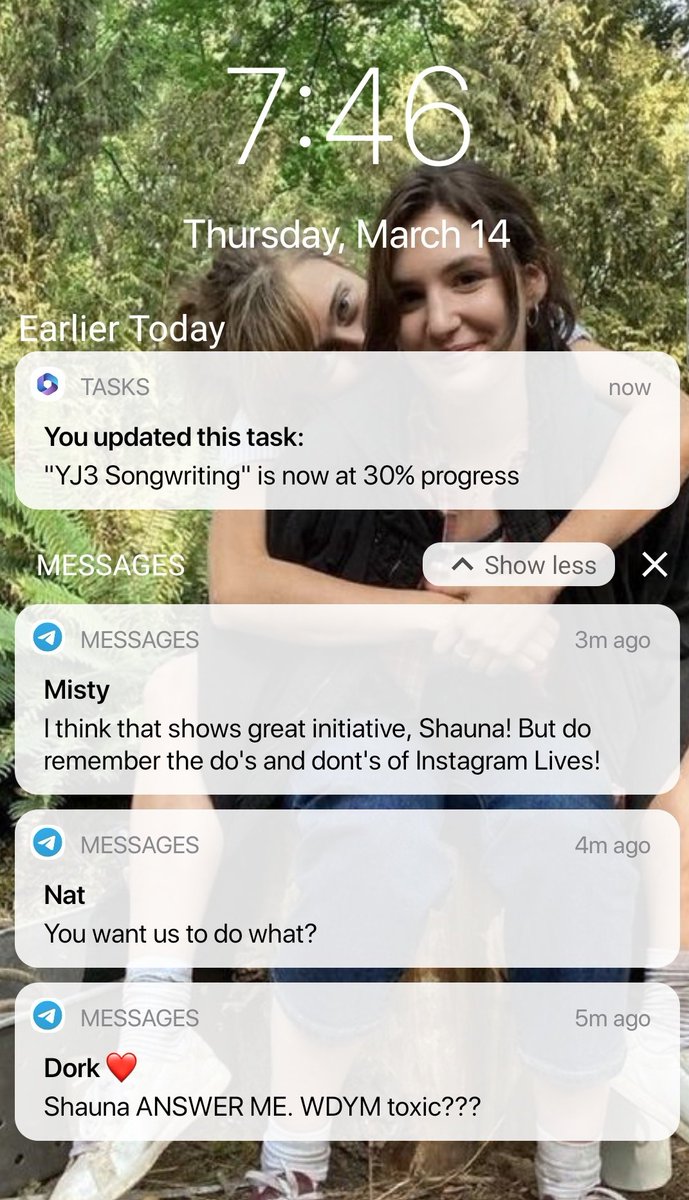 7:46
Thursday, March 14
Earlier Today
TASKS now
You updated this task:
"YJ3 Songwriting" is now at 30% progress
MESSAGES Show less
MESSAGES 3m ago
Misty
I think that shows great initiative, Shauna! But do
remember the do's and dont's of Instagram Lives!
MESSAGES 4m ago
Nat
You want us to do what?
MESSAGES 5m ago
Dork ❤️
Shauna ANSWER ME. WDYM toxic???